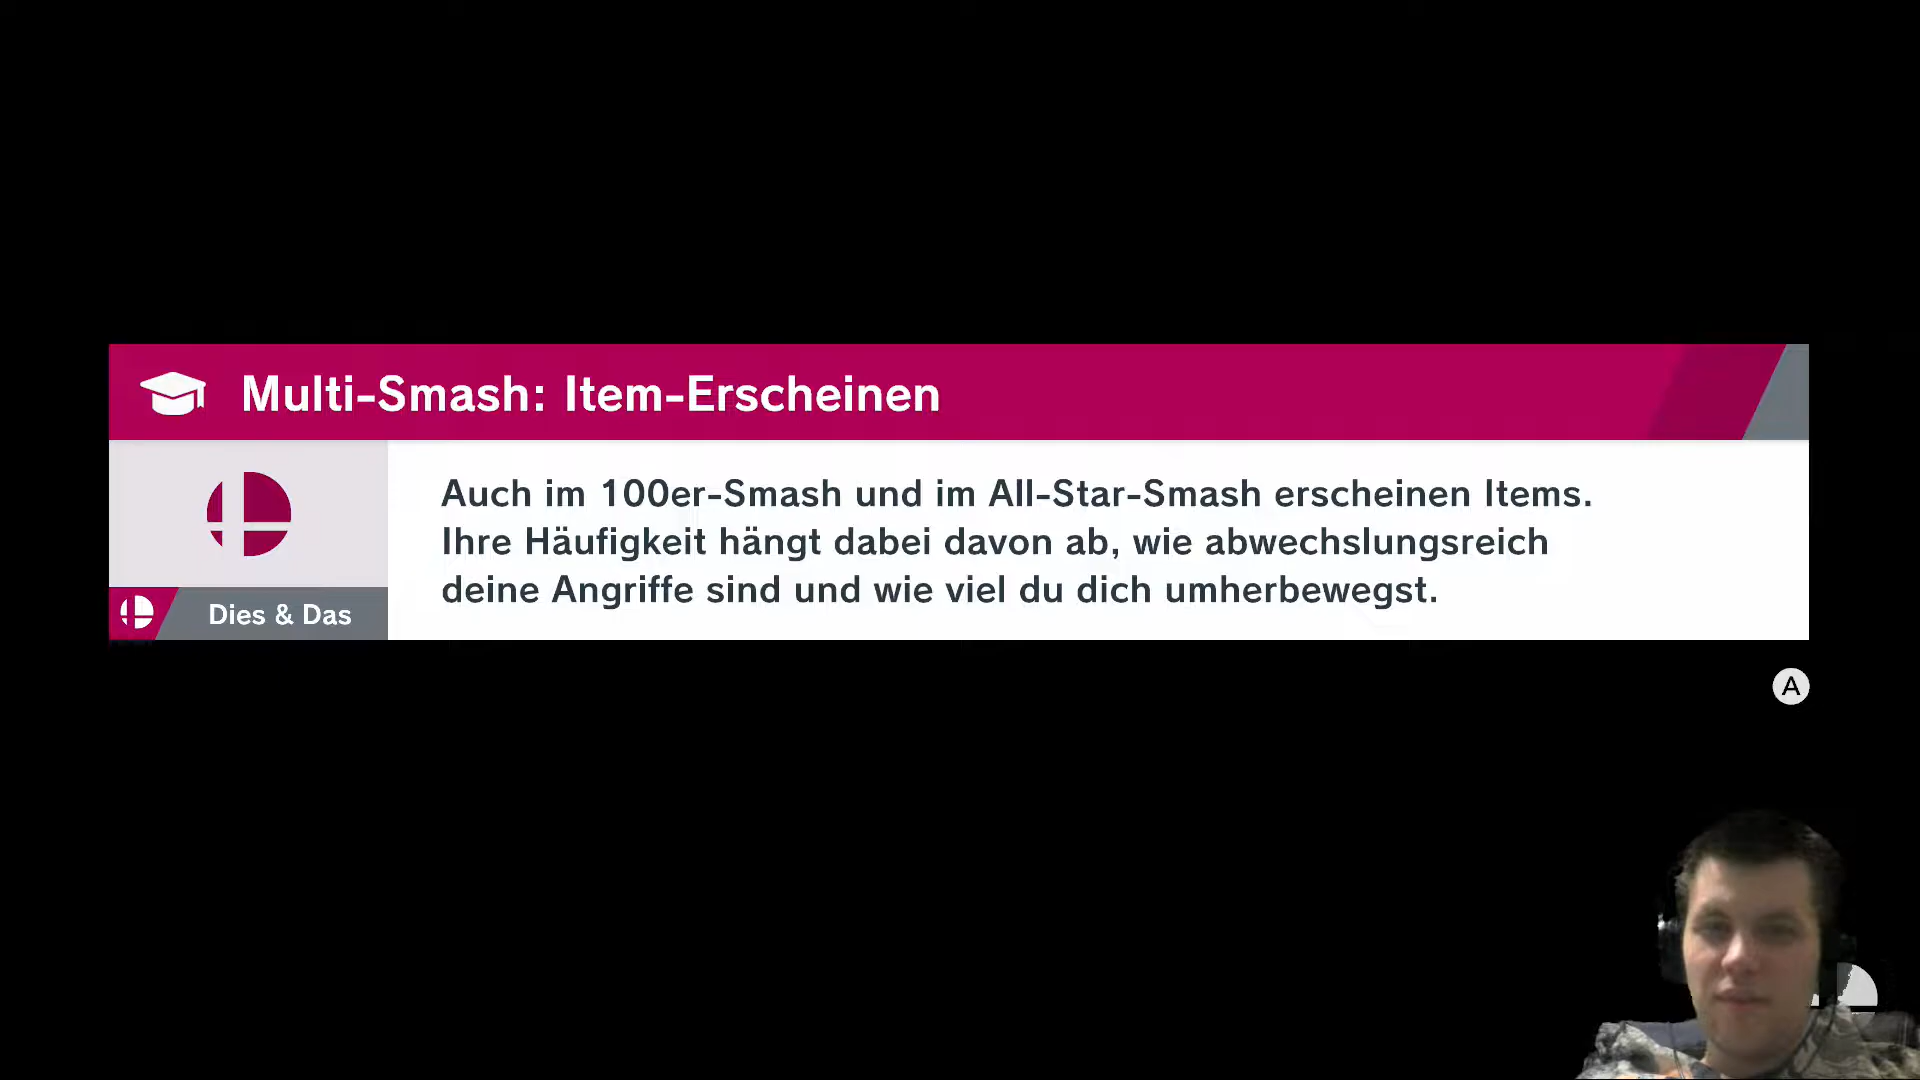 Multi-Smash: Item-Erscheinen
Auch im 100er-Smash und im All-Star-Smash erscheinen Items.
Ihre Häufigkeit hängt dabei davon ab, wie abwechslungsreich
deine Angriffe sind und wie viel du dich umherbewegst.
Dies & Das
A